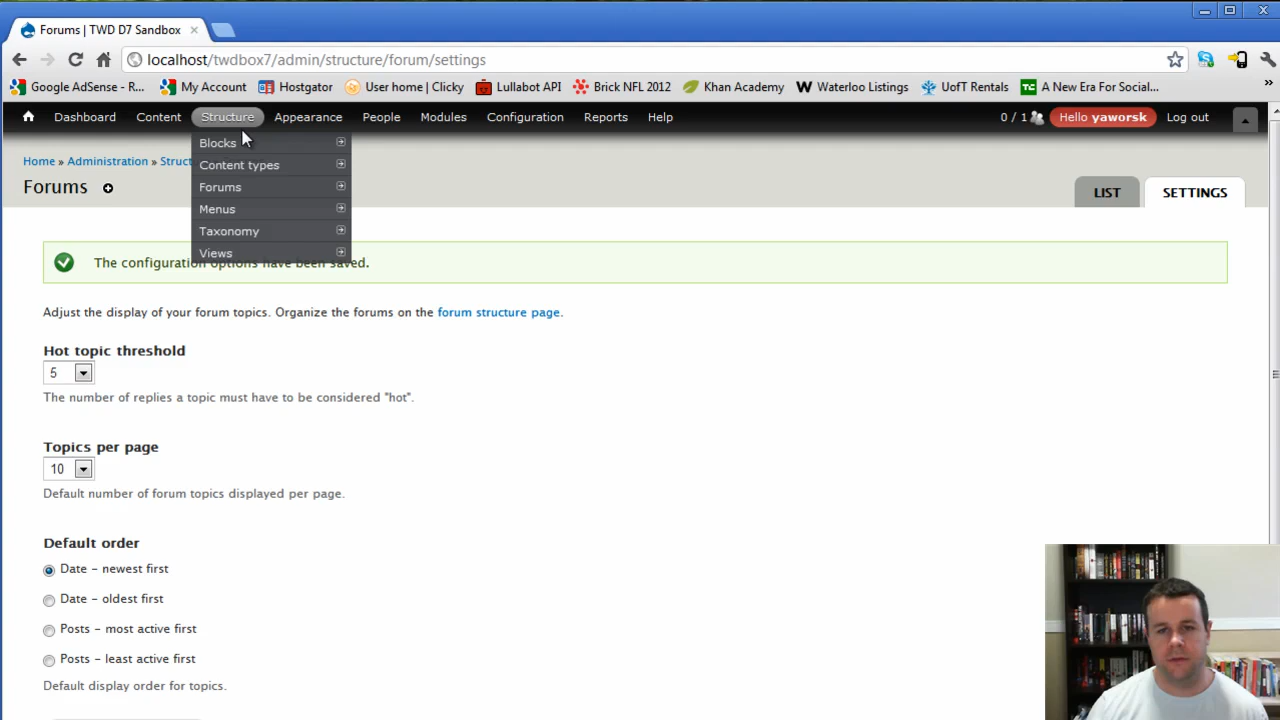 Forums | TWD D7 Sandbox
localhost/twdbox7/admin/structure/forum/settings
Google AdSense - R... My Account Hostgator User home | Clicky Lullabot API Brick NFL 2012 Khan Academy Waterloo Listings UofT Rentals A New Era For Social...
Dashboard Content Structure Appearance People Modules Configuration Reports Help 0 / 1 Hello yaworsk Log out
Blocks
Content types
Forums
Menus
Taxonomy
Views
Home » Administration » Struct
Forums
LIST SETTINGS
The configuration options have been saved.
Adjust the display of your forum topics. Organize the forums on the forum structure page.
Hot topic threshold
5
The number of replies a topic must have to be considered "hot".
Topics per page
10
Default number of forum topics displayed per page.
Default order
Date - newest first
Date - oldest first
Posts - most active first
Posts - least active first
Default display order for topics.